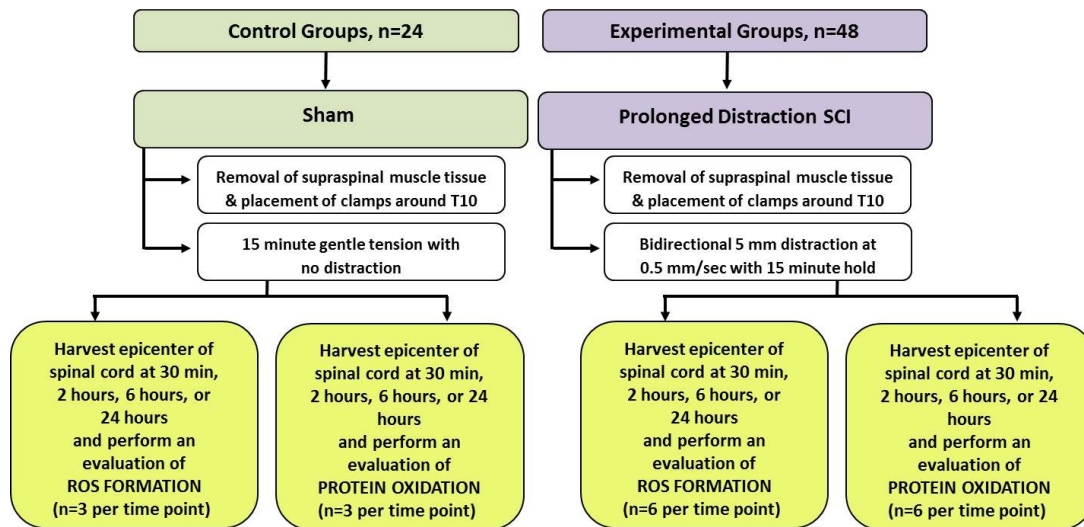 Control Groups, n=24
Experimental Groups, n=48
Sham
Prolonged Distraction SCI
Removal of supraspinal muscle tissue
& placement of clamps around T10
Removal of supraspinal muscle tissue
& placement of clamps around T10
15 minute gentle tension with
no distraction
Bidirectional 5 mm distraction at
0.5 mm/sec with 15 minute hold
Harvest epicenter of
spinal cord at 30 min,
2 hours, 6 hours, or
24 hours
and perform an
evaluation of
ROS FORMATION
(n=3 per time point)
Harvest epicenter of
spinal cord at 30 min,
2 hours, 6 hours, or 24
hours
and perform an
evaluation of
PROTEIN OXIDATION
(n=3 per time point)
Harvest epicenter of
spinal cord at 30 min,
2 hours, 6 hours, or
24 hours
and perform an
evaluation of
ROS FORMATION
(n=6 per time point)
Harvest epicenter of
spinal cord at 30 min,
2 hours, 6 hours, or 24
hours
and perform an
evaluation of
PROTEIN OXIDATION
(n=6 per time point)